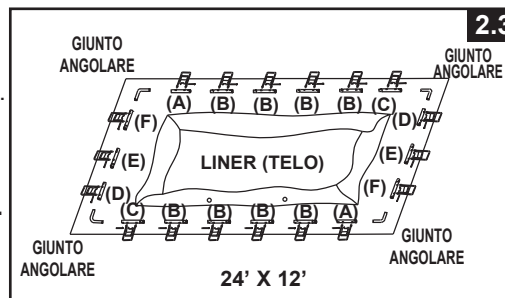 2.3
GIUNTO
ANGOLARE
GIUNTO
ANGOLARE
(A) (B) (B) (B) (B) (C)
(F) (D)
(E) LINER (TELO) (E)
(D) (F)
(C) (B) (B) (B) (B) (A)
GIUNTO
ANGOLARE
GIUNTO
ANGOLARE
24' X 12'